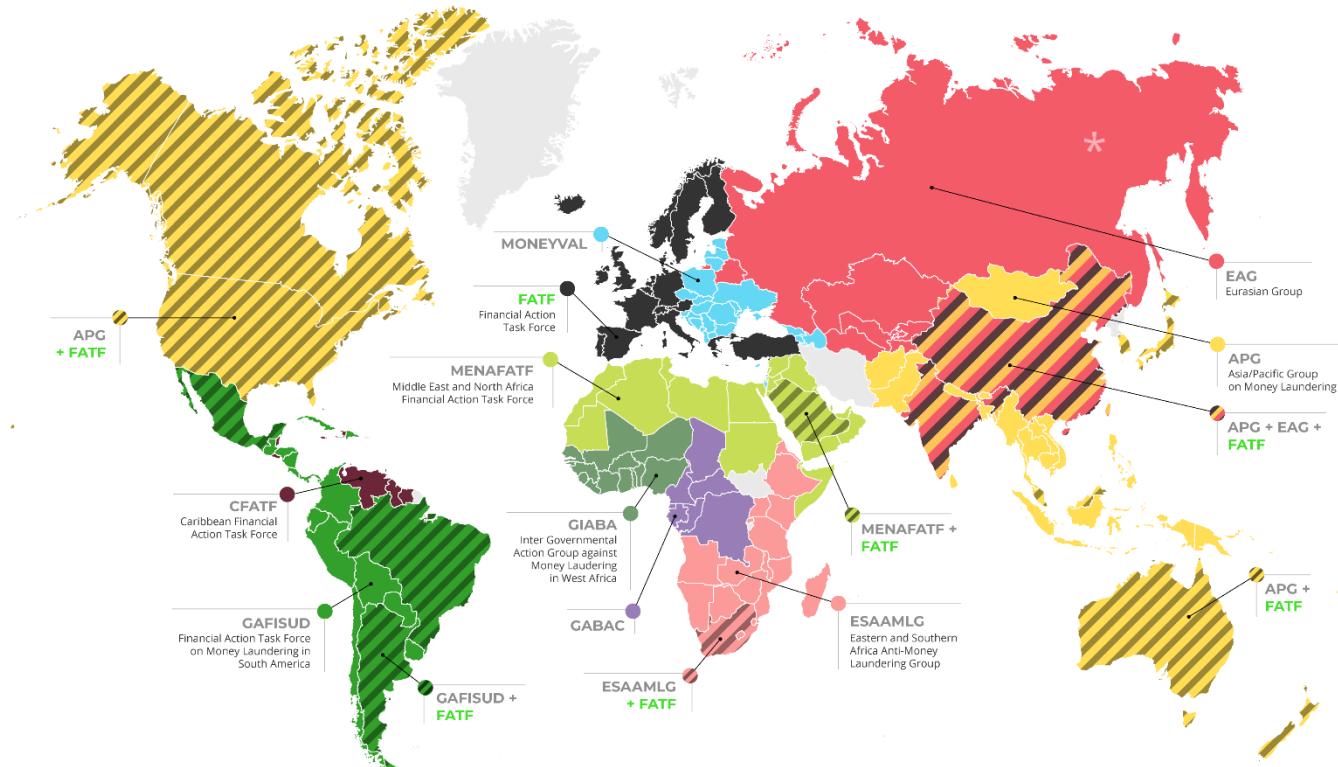 MONEYVAL
FATF
Financial Action
Task Force
EAG
Eurasian Group
APG
+ FATF
MENAFATF
Middle East and North Africa
Financial Action Task Force
APG
Asia/Pacific Group
on Money Laundering
APG + EAG +
FATF
CFATF
Caribbean Financial
Action Task Force
GIABA
Inter Governmental
Action Group against
Money Laudering
in West Africa
MENAFATF +
FATF
APG +
FATF
GAFISUD
Financial Action Task Force
on Money Laundering in
South America
GABAC
ESAAMLG
Eastern and Southern
Africa Anti-Money
Laundering Group
GAFISUD +
FATF
ESAAMLG
+ FATF
*